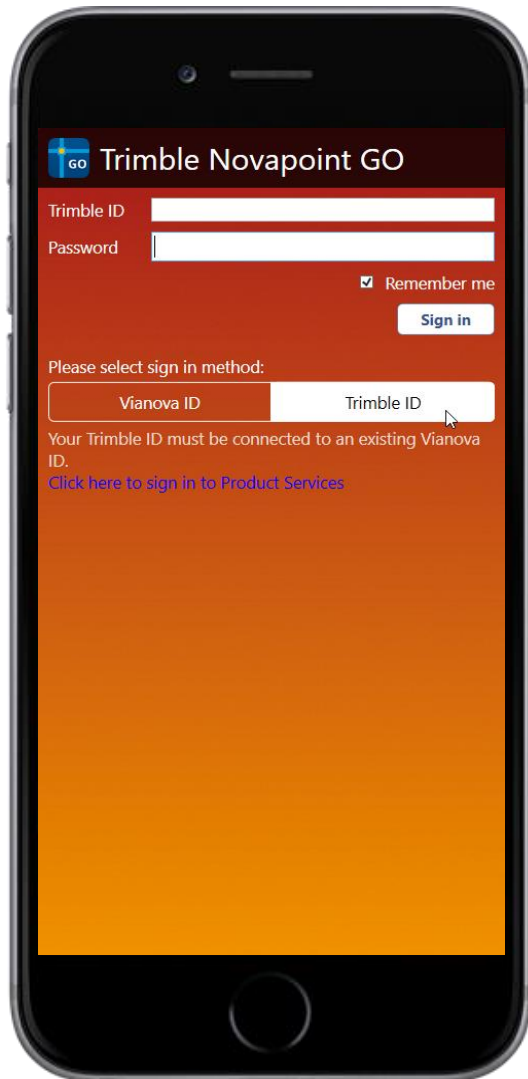 GO Trimble Novapoint GO
Trimble ID
Password
Remember me
Sign in
Please select sign in method:
Vianova ID Trimble ID
Your Trimble ID must be connected to an existing Vianova
ID.
Click here to sign in to Product Services